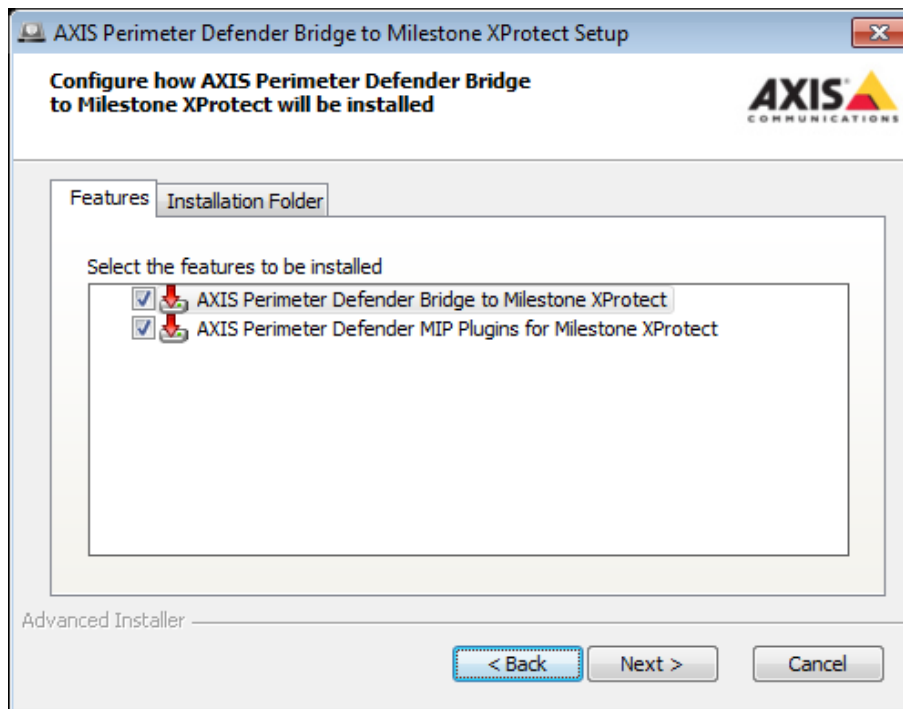 AXIS Perimeter Defender Bridge to Milestone XProtect Setup
Configure how AXIS Perimeter Defender Bridge
to Milestone XProtect will be installed
AXIS
COMMUNICATIONS
Features
Installation Folder
Select the features to be installed
AXIS Perimeter Defender Bridge to Milestone XProtect
AXIS Perimeter Defender MIP Plugins for Milestone XProtect
Advanced Installer
< Back
Next >
Cancel